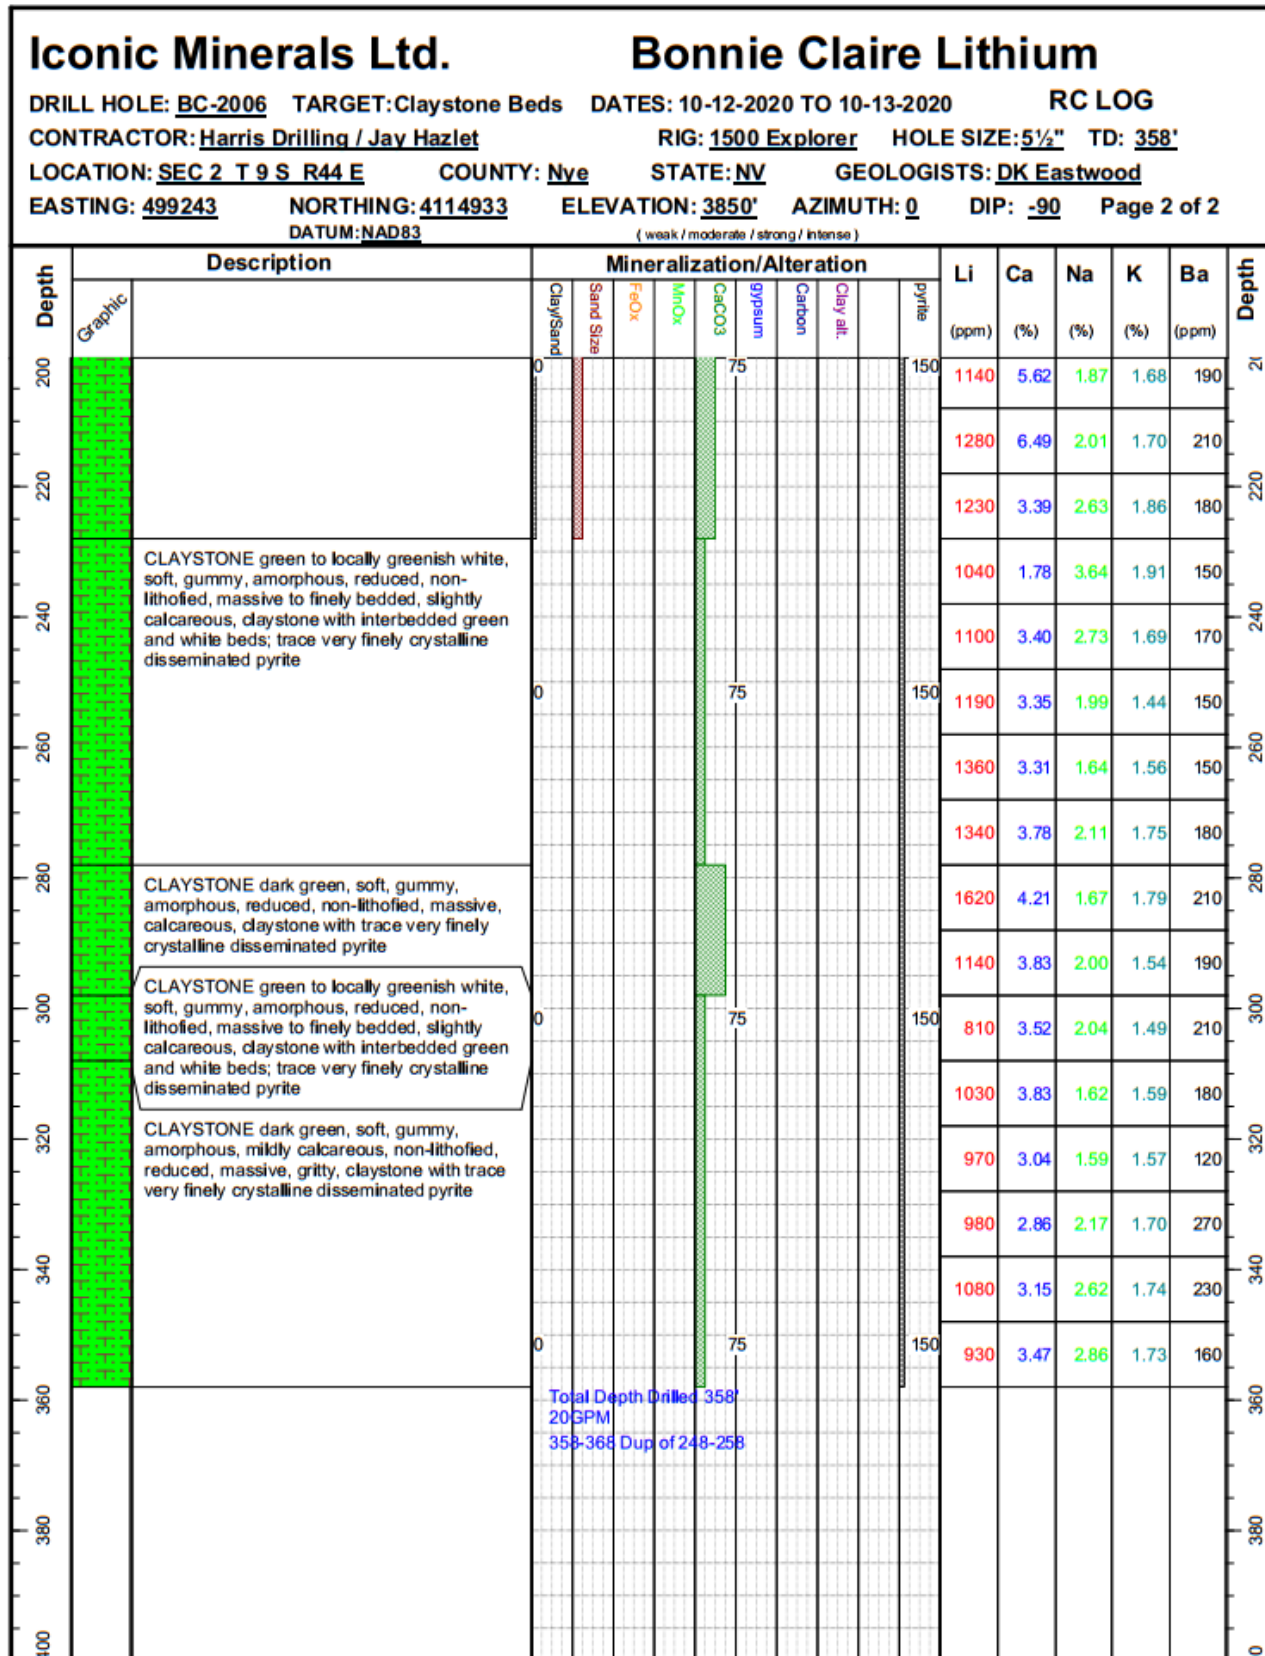 Iconic Minerals Ltd. Bonnie Claire Lithium
DRILL HOLE: BC-2006 TARGET:Claystone Beds DATES: 10-12-2020 TO 10-13-2020 RC LOG
CONTRACTOR: Harris Drilling / Jay Hazlet RIG: 1500 Explorer HOLE SIZE: 5½" TD: 358'
LOCATION: SEC 2 T 9 S R44 E COUNTY: Nye STATE: NV GEOLOGISTS: DK Eastwood
EASTING: 499243 NORTHING: 4114933 ELEVATION: 3850' AZIMUTH: 0 DIP: -90 Page 2 of 2
DATUM: NAD83 ( weak / moderate / strong / intense )
Depth Description Mineralization/Alteration Li Ca Na K Ba Depth
Graphic Clay/Sand Sand Size FeOx MnOx CaCO3 gypsum Carbon Clay alt. pyrite (ppm) (%) (%) (%) (ppm)
200 0 75 150 1140 5.62 1.87 1.68 190
1280 6.49 2.01 1.70 210
220 1230 3.39 2.63 1.86 180 220
CLAYSTONE green to locally greenish white,
soft, gummy, amorphous, reduced, non-
lithofied, massive to finely bedded, slightly
calcareous, claystone with interbedded green
and white beds; trace very finely crystalline
disseminated pyrite
1040 1.78 3.64 1.91 150
240 1100 3.40 2.73 1.69 170 240
0 75 150 1190 3.35 1.99 1.44 150
260 1360 3.31 1.64 1.56 150 260
1340 3.78 2.11 1.75 180
280 1620 4.21 1.67 1.79 210 280
CLAYSTONE dark green, soft, gummy,
amorphous, reduced, non-lithofied, massive,
calcareous, claystone with trace very finely
crystalline disseminated pyrite
1140 3.83 2.00 1.54 190
CLAYSTONE green to locally greenish white,
soft, gummy, amorphous, reduced, non-
lithofied, massive to finely bedded, slightly
calcareous, claystone with interbedded green
and white beds; trace very finely crystalline
disseminated pyrite
300 0 75 150 810 3.52 2.04 1.49 210 300
1030 3.83 1.62 1.59 180
CLAYSTONE dark green, soft, gummy,
amorphous, mildly calcareous, non-lithofied,
reduced, massive, gritty, claystone with trace
very finely crystalline disseminated pyrite
320 970 3.04 1.59 1.57 120 320
980 2.86 2.17 1.70 270
340 1080 3.15 2.62 1.74 230 340
0 75 150 930 3.47 2.86 1.73 160
360 Total Depth Drilled 358' 360
20GPM
358-368 Dup of 248-258
380 380